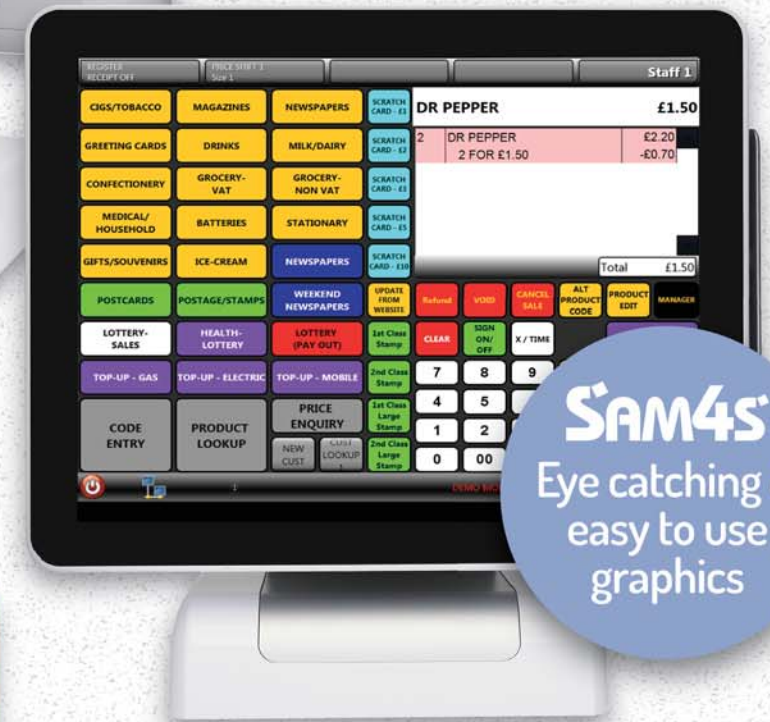 REGISTER
RECEIPT OFF
PRICE SHIFT 1
Size 1
Staff 1
CIGS/TOBACCO
MAGAZINES
NEWSPAPERS
SCRATCH
CARD - £1
DR PEPPER £1.50
GREETING CARDS
DRINKS
MILK/DAIRY
SCRATCH
CARD - £2
2 DR PEPPER £2.20
2 FOR £1.50 -£0.70
CONFECTIONERY
GROCERY-
VAT
GROCERY-
NON VAT
SCRATCH
CARD - £3
MEDICAL/
HOUSEHOLD
BATTERIES
STATIONARY
SCRATCH
CARD - £5
GIFTS/SOUVENIRS
ICE-CREAM
NEWSPAPERS
SCRATCH
CARD - £10
Total £1.50
POSTCARDS
POSTAGE/STAMPS
WEEKEND
NEWSPAPERS
UPDATE
FROM
WEBSITE
Refund
VOID
CANCEL
SALE
ALT
PRODUCT
CODE
PRODUCT
EDIT
MANAGER
LOTTERY-
SALES
HEALTH-
LOTTERY
LOTTERY
(PAY OUT)
1st Class
Stamp
CLEAR
SIGN
ON/
OFF
X / TIME
TOP-UP - GAS
TOP-UP - ELECTRIC
TOP-UP - MOBILE
2nd Class
Stamp
7 8 9
CODE
ENTRY
PRODUCT
LOOKUP
PRICE
ENQUIRY
1st Class
Large
Stamp
4 5
1 2
NEW
CUST
CUST
LOOKUP
2nd Class
Large
Stamp
0 00
1
DEMO
SAM4S
Eye catching
easy to use
graphics